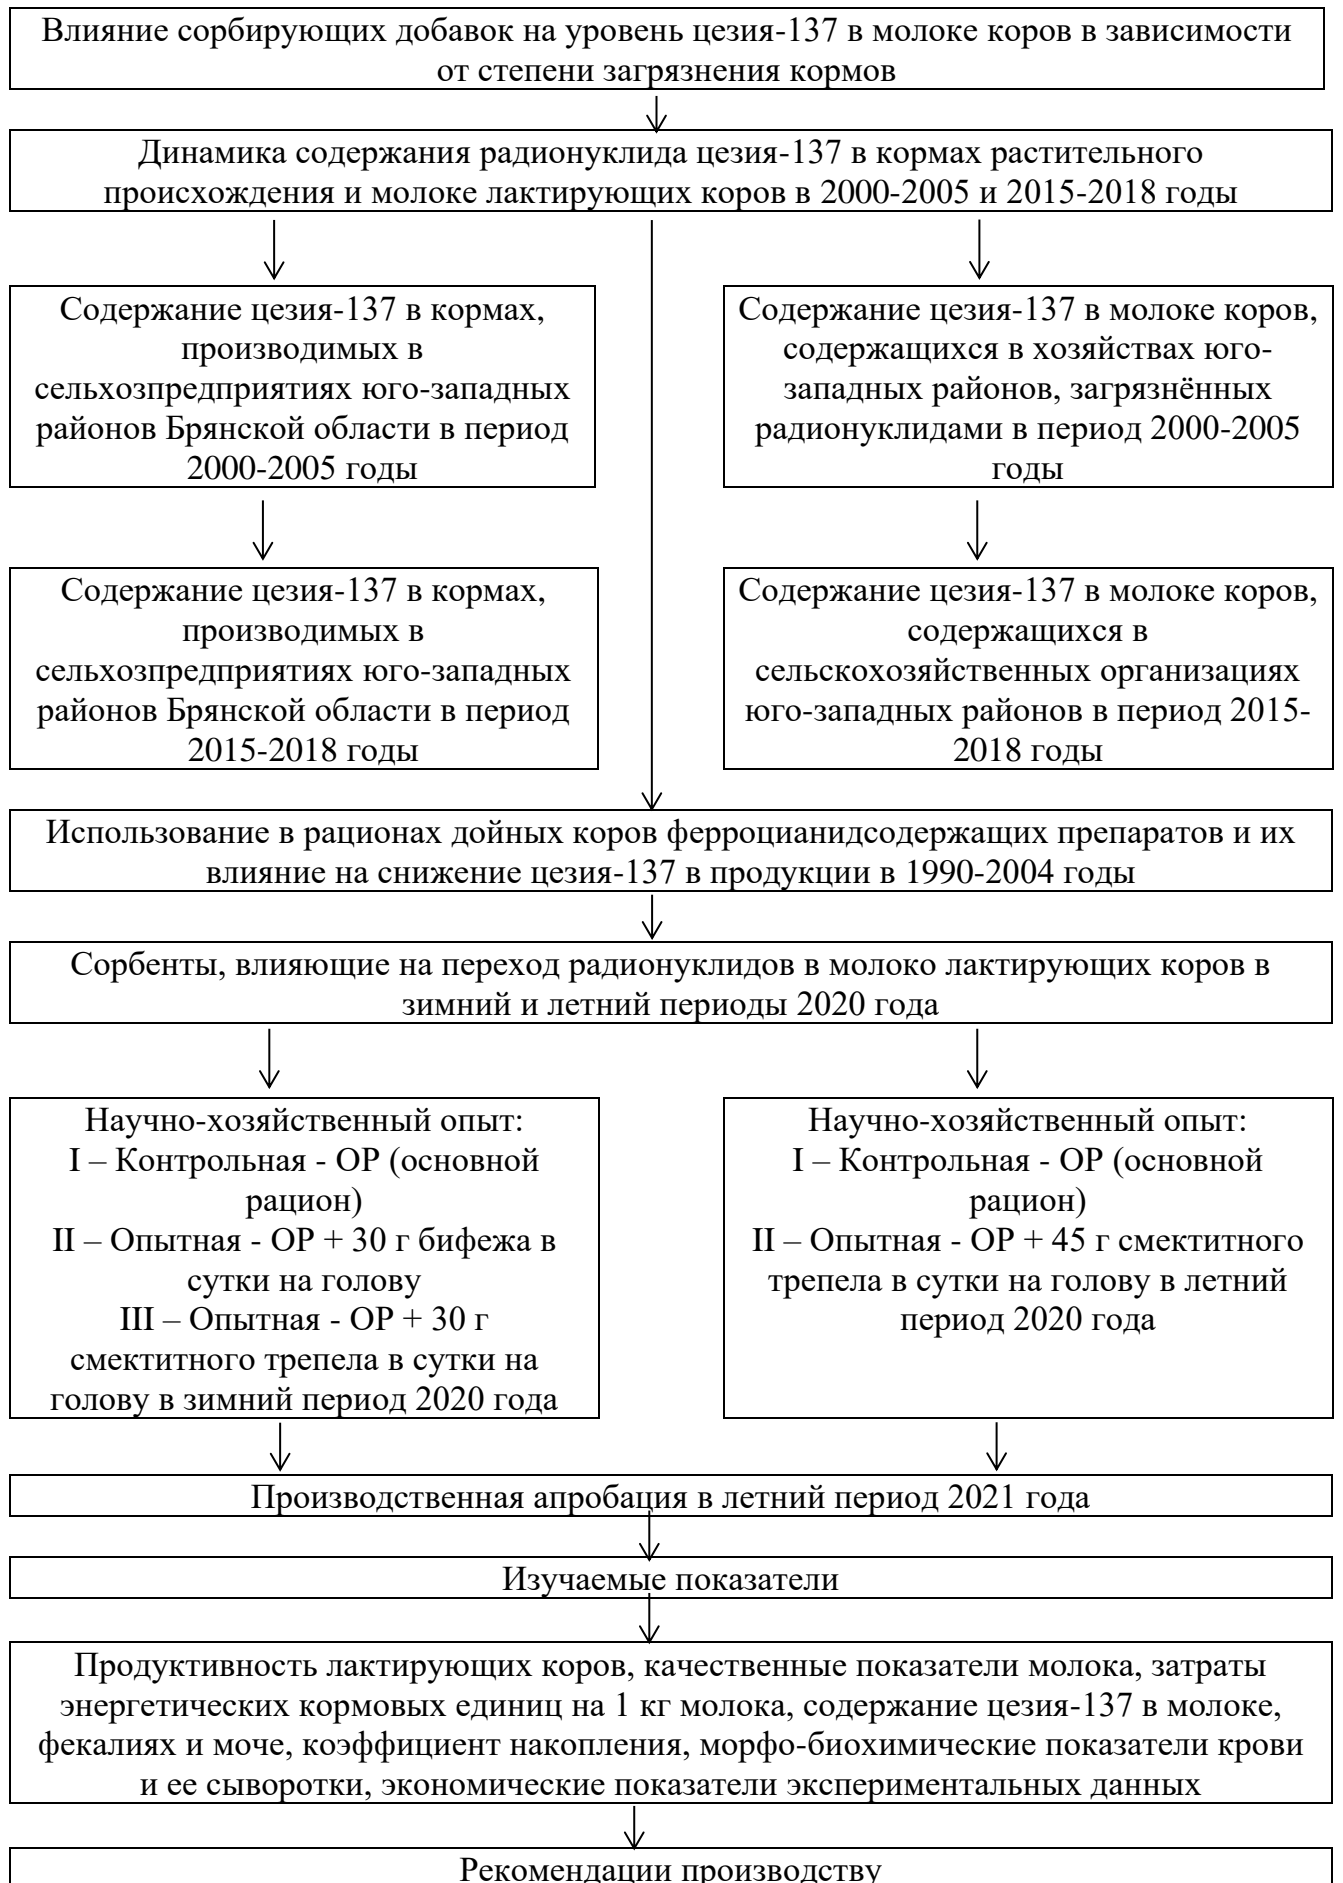 Влияние сорбирующих добавок на уровень цезия-137 в молоке коров в зависимости
от степени загрязнения кормов
Динамика содержания радионуклида цезия-137 в кормах растительного
происхождения и молоке лактирующих коров в 2000-2005 и 2015-2018 годы
Содержание цезия-137 в кормах,
производимых в
сельхозпредприятиях юго-западных
районов Брянской области в период
2000-2005 годы
Содержание цезия-137 в молоке коров,
содержащихся в хозяйствах юго-
западных районов, загрязнённых
радионуклидами в период 2000-2005
годы
Содержание цезия-137 в кормах,
производимых в
сельхозпредприятиях юго-западных
районов Брянской области в период
2015-2018 годы
Содержание цезия-137 в молоке коров,
содержащихся в
сельскохозяйственных организациях
юго-западных районов в период 2015-
2018 годы
Использование в рационах дойных коров ферроцианидсодержащих препаратов и их
влияние на снижение цезия-137 в продукции в 1990-2004 годы
Сорбенты, влияющие на переход радионуклидов в молоко лактирующих коров в
зимний и летний периоды 2020 года
Научно-хозяйственный опыт:
I – Контрольная - ОР (основной
рацион)
II – Опытная - ОР + 30 г бифежа в
сутки на голову
III – Опытная - ОР + 30 г
смектитного трепела в сутки на
голову в зимний период 2020 года
Научно-хозяйственный опыт:
I – Контрольная - ОР (основной
рацион)
II – Опытная - ОР + 45 г смектитного
трепела в сутки на голову в летний
период 2020 года
Производственная апробация в летний период 2021 года
Изучаемые показатели
Продуктивность лактирующих коров, качественные показатели молока, затраты
энергетических кормовых единиц на 1 кг молока, содержание цезия-137 в молоке,
фекалиях и моче, коэффициент накопления, морфо-биохимические показатели крови
и ее сыворотки, экономические показатели экспериментальных данных
Рекомендации производству